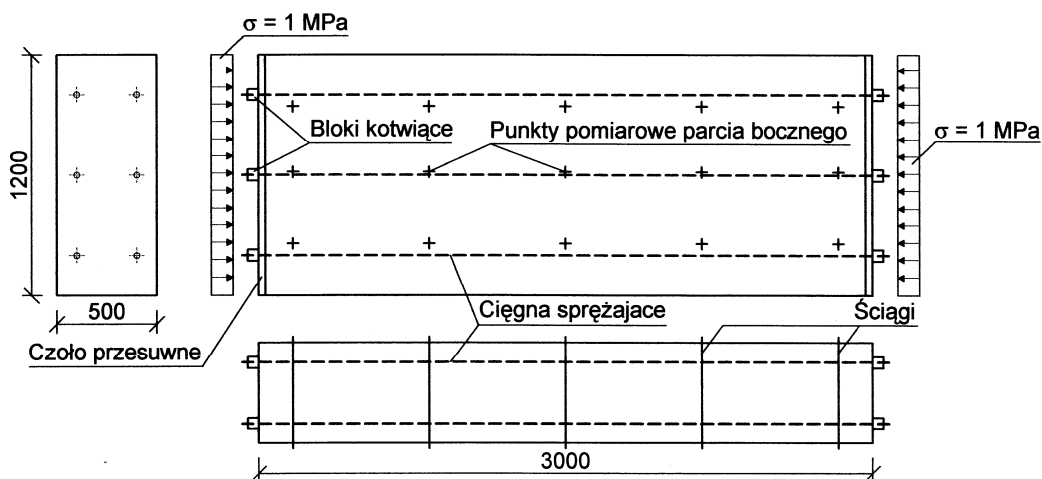 σ = 1 MPa
Bloki kotwiące
Punkty pomiarowe parcia bocznego
σ = 1 MPa
1200
500
Cięgna sprężajace
Ściągi
Czoło przesuwne
3000